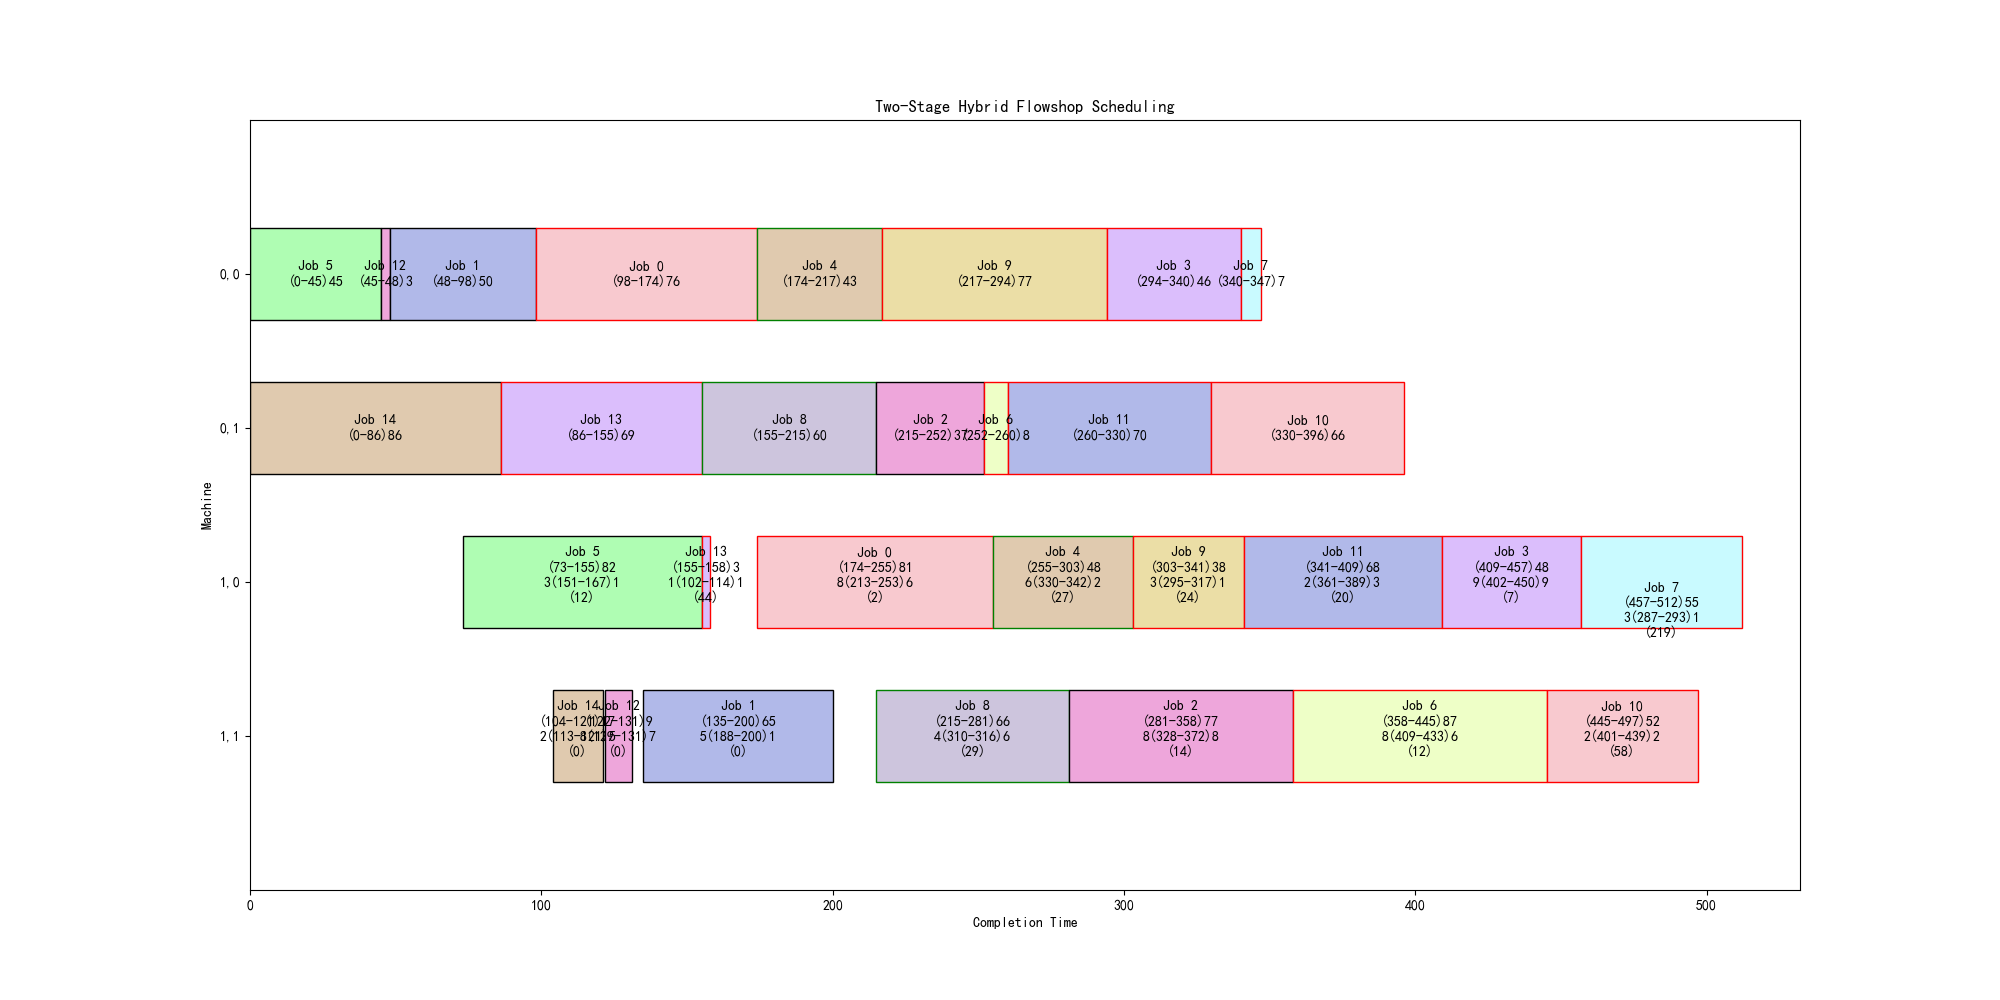 Two-Stage Hybrid Flowshop Scheduling
Machine
0,0
Job 5
(0-45)45
Job 12
(45-48)3
Job 1
(48-98)50
Job 0
(98-174)76
Job 4
(174-217)43
Job 9
(217-294)77
Job 3
(294-340)46
Job 7
(340-347)7
0,1
Job 14
(0-86)86
Job 13
(86-155)69
Job 8
(155-215)60
Job 2
(215-252)37
Job 6
(252-260)8
Job 11
(260-330)70
Job 10
(330-396)66
1,0
Job 5
(73-155)82
3(151-167)1
(12)
Job 13
(155-158)3
1(102-114)1
(44)
Job 0
(174-255)81
8(213-253)6
(2)
Job 4
(255-303)48
6(330-342)2
(27)
Job 9
(303-341)38
3(295-317)1
(24)
Job 11
(341-409)68
2(361-389)3
(20)
Job 3
(409-457)48
9(402-450)9
(7)
Job 7
(457-512)55
3(287-293)1
(219)
1,1
Job 14
(0)
Job 12
(0)
Job 1
(135-200)65
5(188-200)1
(0)
Job 8
(215-281)66
4(310-316)6
(29)
Job 2
(281-358)77
8(328-372)8
(14)
Job 6
(358-445)87
8(409-433)6
(12)
Job 10
(445-497)52
2(401-439)2
(58)
0 100 200 300 400 500
Completion Time